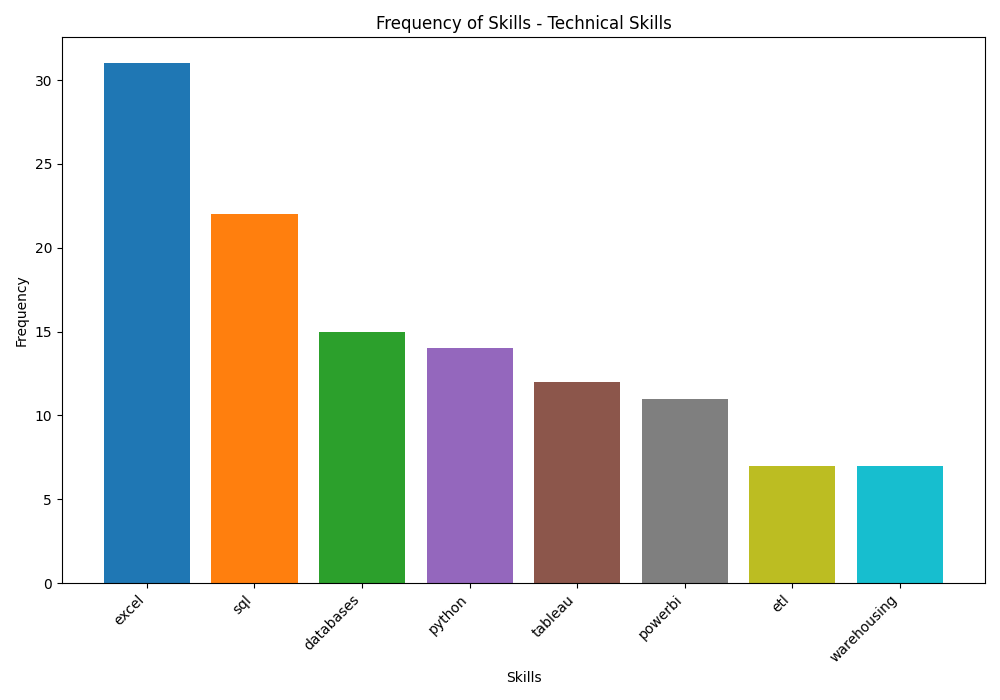 Frequency of Skills - Technical Skills
30
25
20
15
10
5
0
Frequency
excel
sql
databases
python
tableau
powerbi
etl
warehousing
Skills